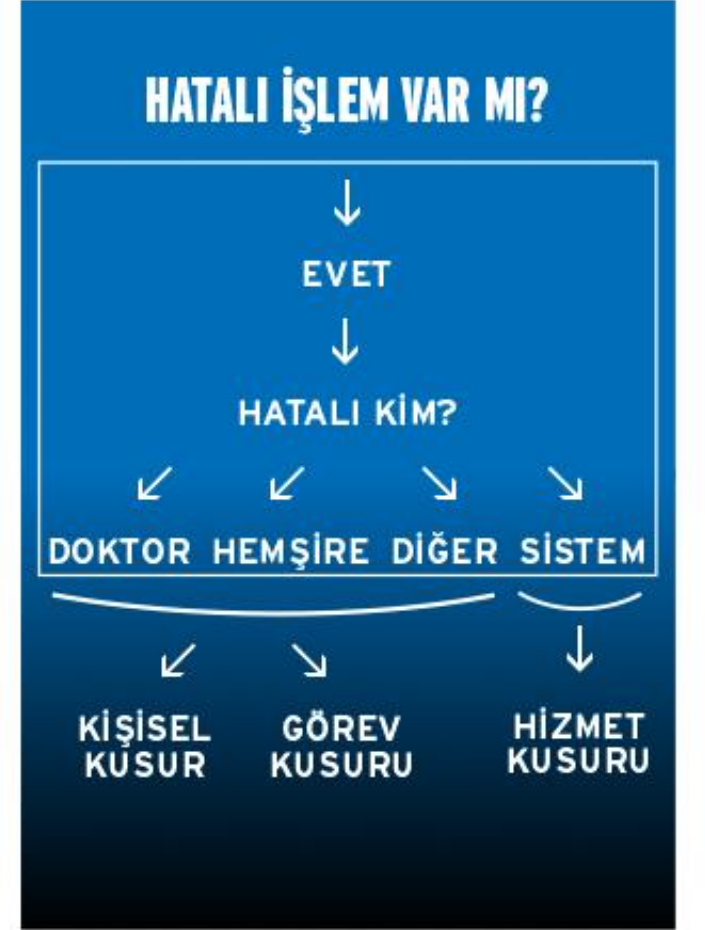 HATALI İŞLEM VAR MI?
EVET
HATALI KİM?
DOKTOR HEMŞİRE DİĞER SİSTEM
KİŞİSEL KUSUR
GÖREV KUSURU
HİZMET KUSURU